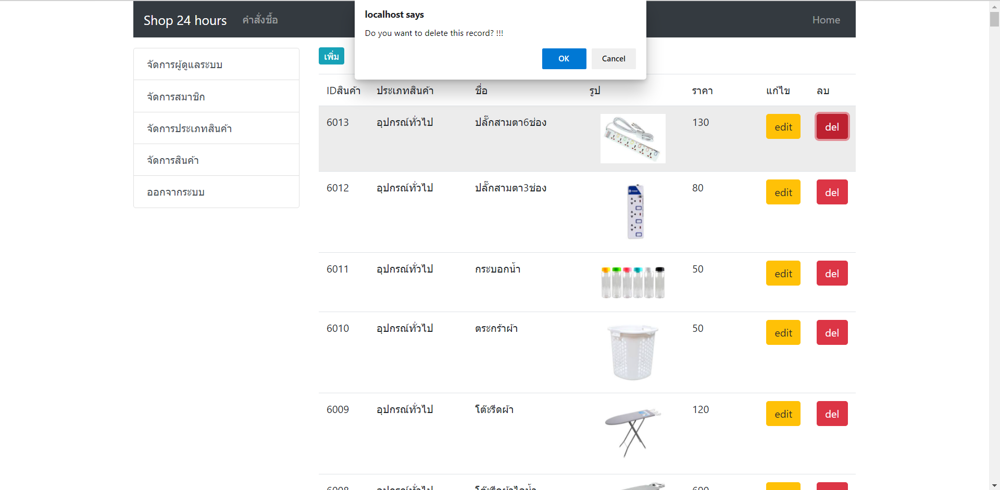 Shop 24 hours คำสั่งซื้อ Home
localhost says
Do you want to delete this record? !!!
OK Cancel
จัดการผู้ดูแลระบบ
จัดการสมาชิก
จัดการประเภทสินค้า
จัดการสินค้า
ออกจากระบบ
เพิ่ม
IDสินค้า ประเภทสินค้า ชื่อ รูป ราคา แก้ไข ลบ
6013 อุปกรณ์ทั่วไป ปลั๊กสามตา6ช่อง 130 edit del
6012 อุปกรณ์ทั่วไป ปลั๊กสามตา3ช่อง 80 edit del
6011 อุปกรณ์ทั่วไป กระบอกน้ำ 50 edit del
6010 อุปกรณ์ทั่วไป ตระกร้าผ้า 50 edit del
6009 อุปกรณ์ทั่วไป โต๊ะรีดผ้า 120 edit del
6008 อุปกรณ์ทั่วไป โต๊ะรีดผ้าไอน้ำ 690